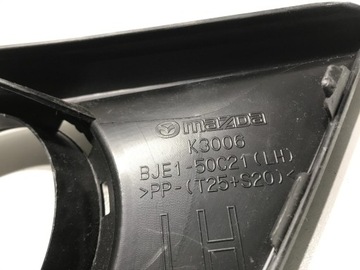 mazda
K3006
BJE1-50C21(LH)
>PP-(T25+S20)<
LH